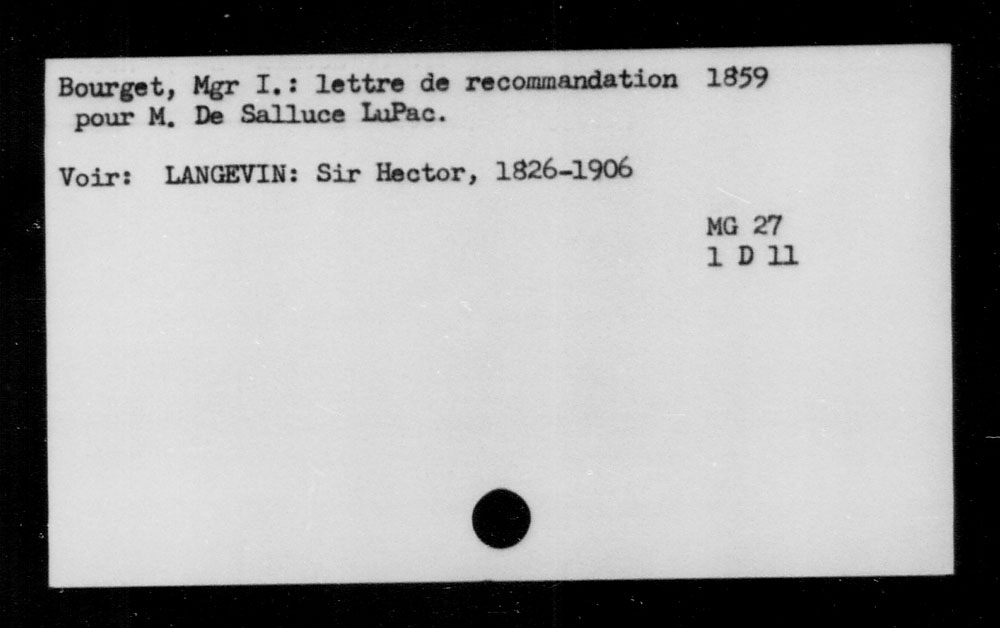 Bourget, Mgr I.: lettre de recommandation 1859
pour M. De Salluce LuPac.
Voir: LANGEVIN: Sir Hector, 1826-1906
MG 27
1 D 11